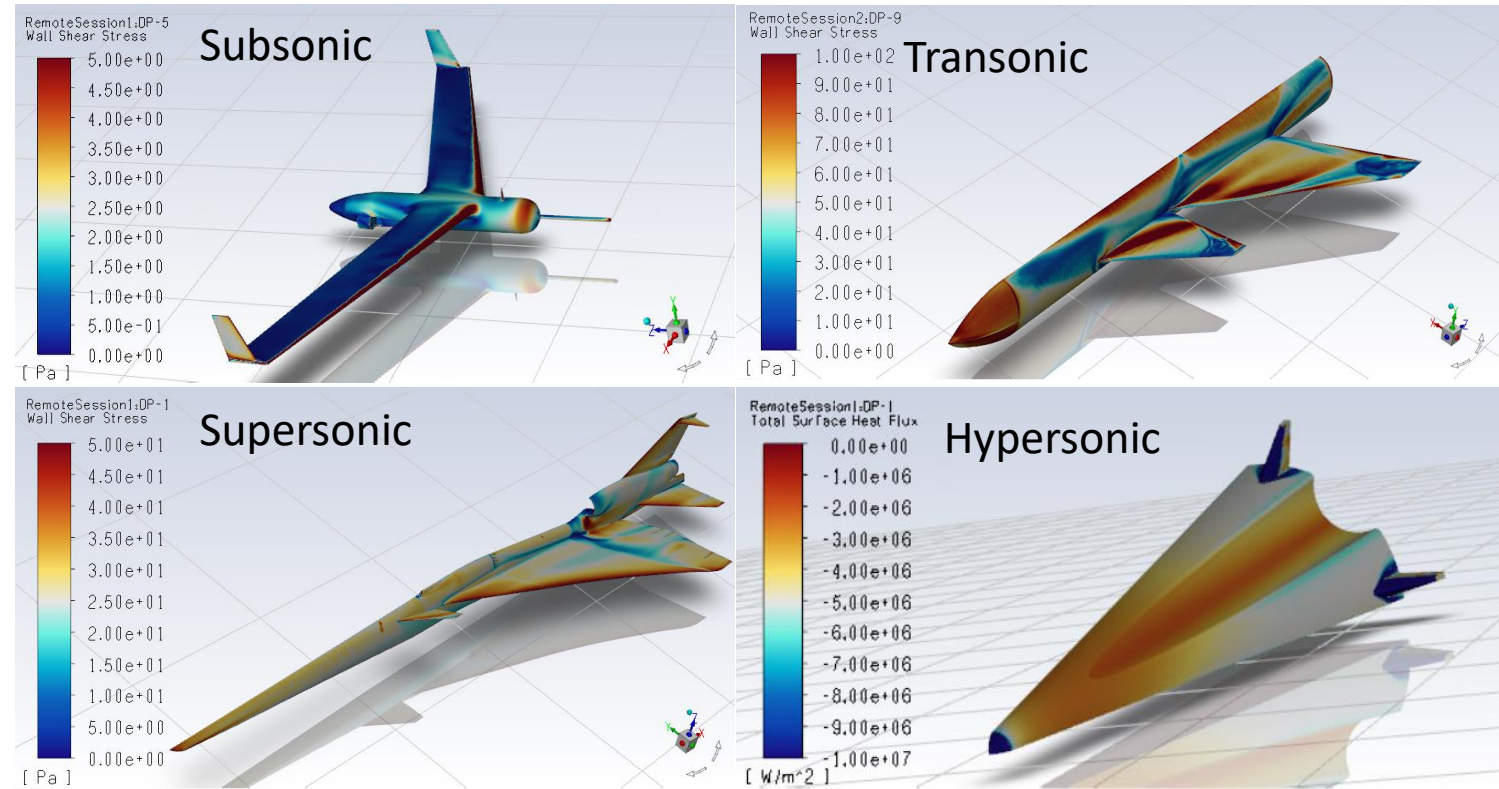 RemoteSession1:DP-5
Wall Shear Stress
Subsonic
5.00e+00
4.50e+00
4.00e+00
3.50e+00
3.00e+00
2.50e+00
2.00e+00
1.50e+00
1.00e+00
5.00e-01
0.00e+00
[ Pa ]
Y
Z
X
RemoteSession2:DP-9
Wall Shear Stress
Transonic
1.00e+02
9.00e+01
8.00e+01
7.00e+01
6.00e+01
5.00e+01
4.00e+01
3.00e+01
2.00e+01
1.00e+01
0.00e+00
[ Pa ]
Y
X
Z
RemoteSession1:DP-1
Wall Shear Stress
Supersonic
5.00e+01
4.50e+01
4.00e+01
3.50e+01
3.00e+01
2.50e+01
2.00e+01
1.50e+01
1.00e+01
5.00e+00
0.00e+00
[ Pa ]
Z
Y
X
RemoteSession1:DP-1
Total Surface Heat Flux
Hypersonic
0.00e+00
-1.00e+06
-2.00e+06
-3.00e+06
-4.00e+06
-5.00e+06
-6.00e+06
-7.00e+06
-8.00e+06
-9.00e+06
-1.00e+07
[ W/m^2 ]